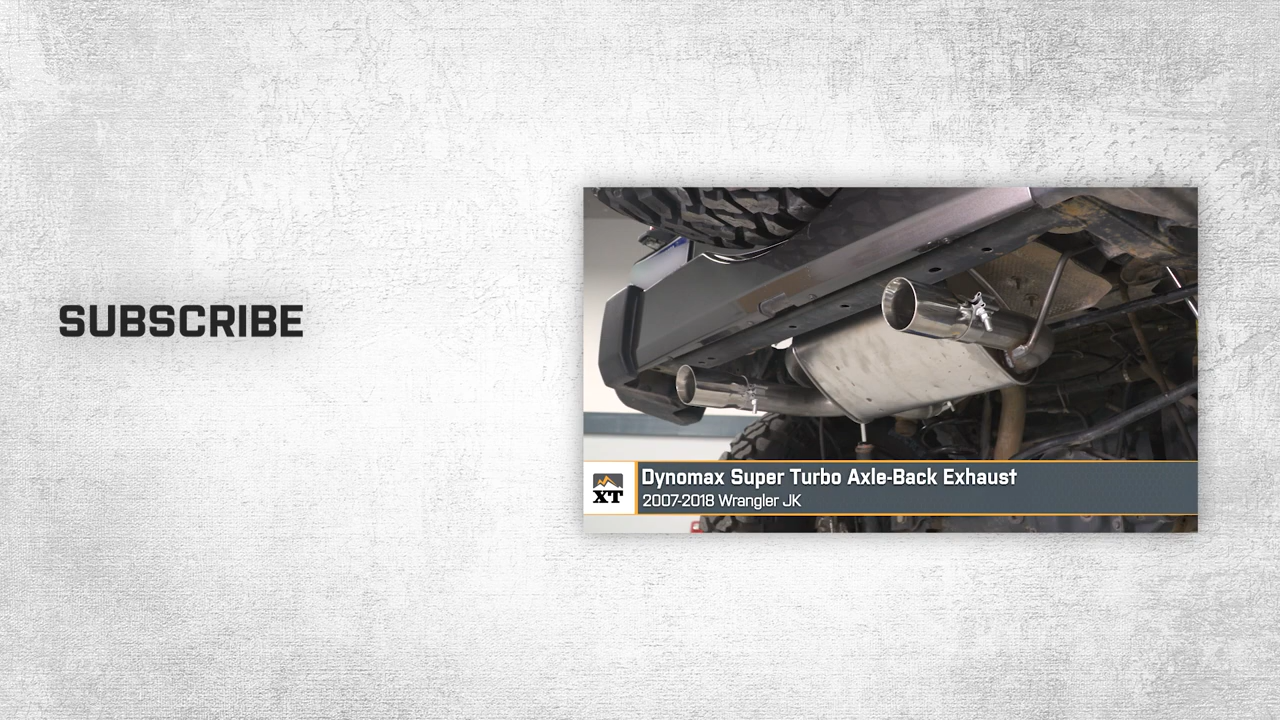 SUBSCRIBE
Dynomax Super Turbo Axle-Back Exhaust
XT
2007-2018 Wrangler JK